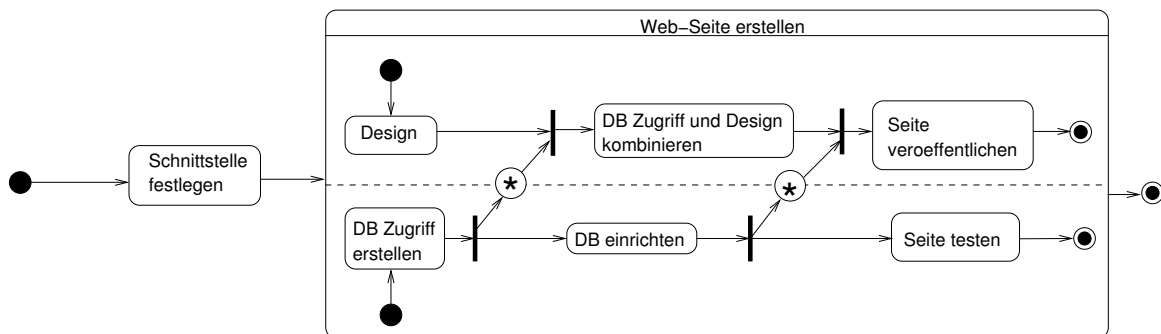 Web-Seite erstellen
Design
DB Zugriff und Design
kombinieren
Seite
veroeffentlichen
Schnittstelle
festlegen
*
*
DB Zugriff
erstellen
DB einrichten
Seite testen